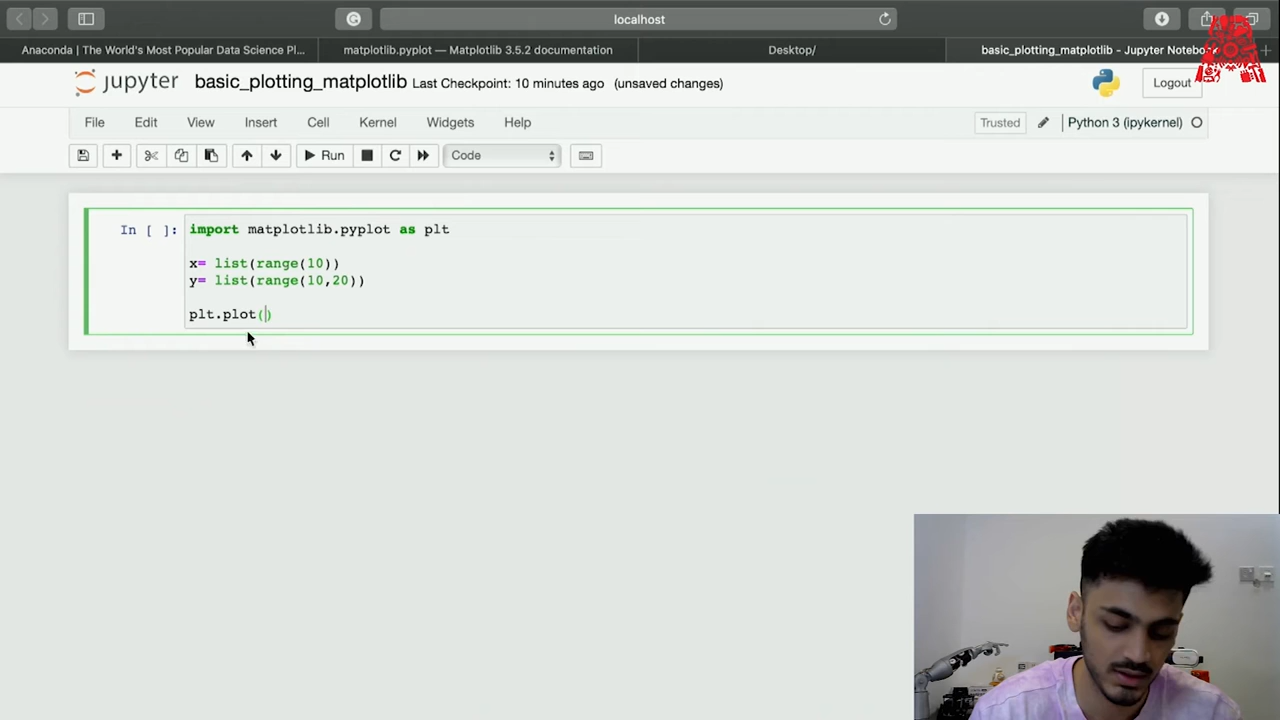 localhost
Anaconda | The World's Most Popular Data Science Pl...
matplotlib.pyplot — Matplotlib 3.5.2 documentation
Desktop/
basic_plotting_matplotlib - Jupyter Notebook
jupyter
basic_plotting_matplotlib Last Checkpoint: 10 minutes ago (unsaved changes)
Logout
File Edit View Insert Cell Kernel Widgets Help
Trusted
Python 3 (ipykernel)
Run
Code
In [ ]:
import matplotlib.pyplot as plt
x= list(range(10))
y= list(range(10,20))
plt.plot()